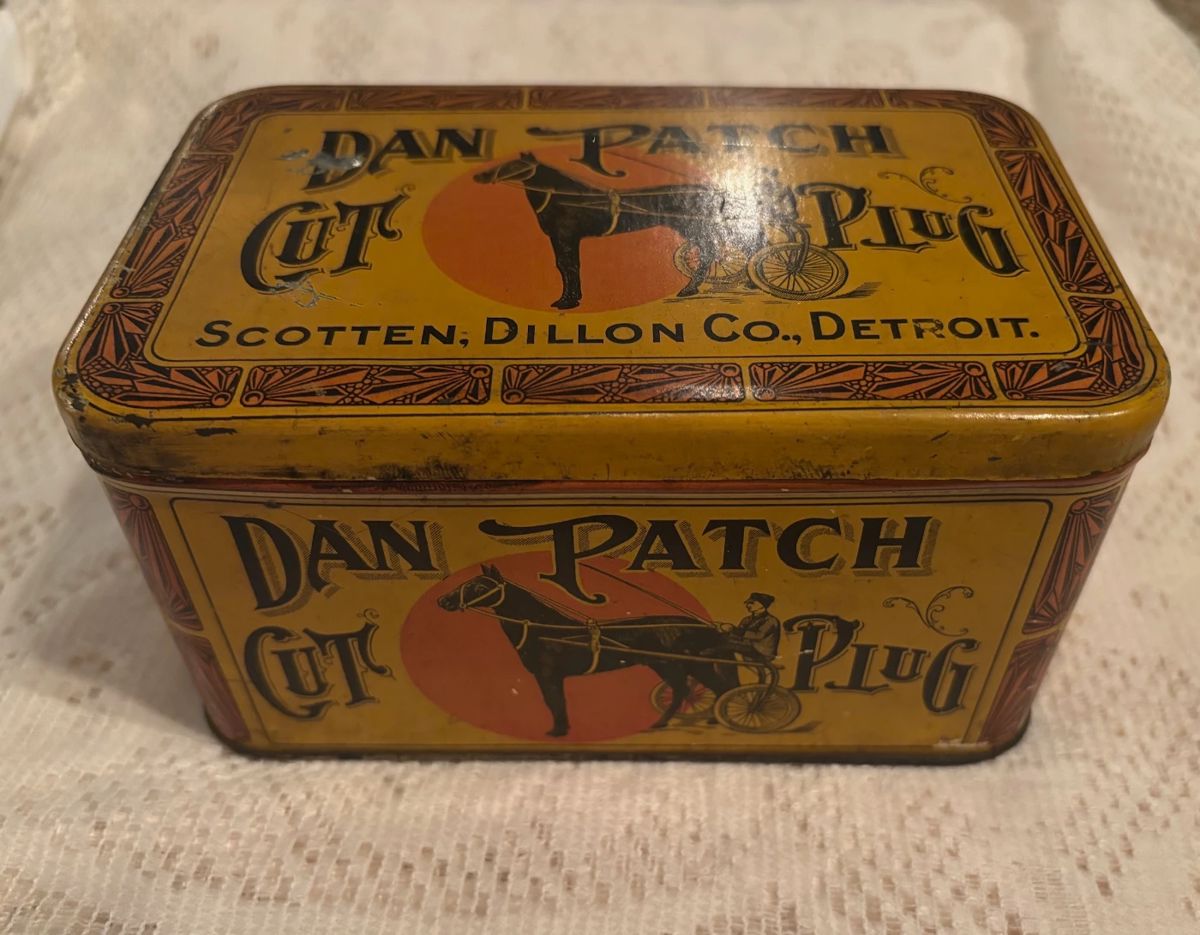 DAN PATCH
CUT PLUG
SCOTTEN, DILLON CO., DETROIT.
DAN PATCH
CUT PLUG